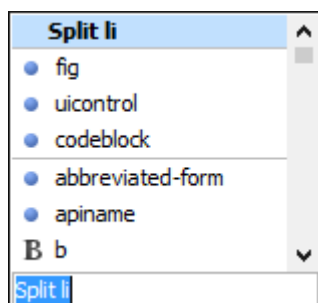 Split li
fig
uicontrol
codeblock
abbreviated-form
apiname
B b
Split li